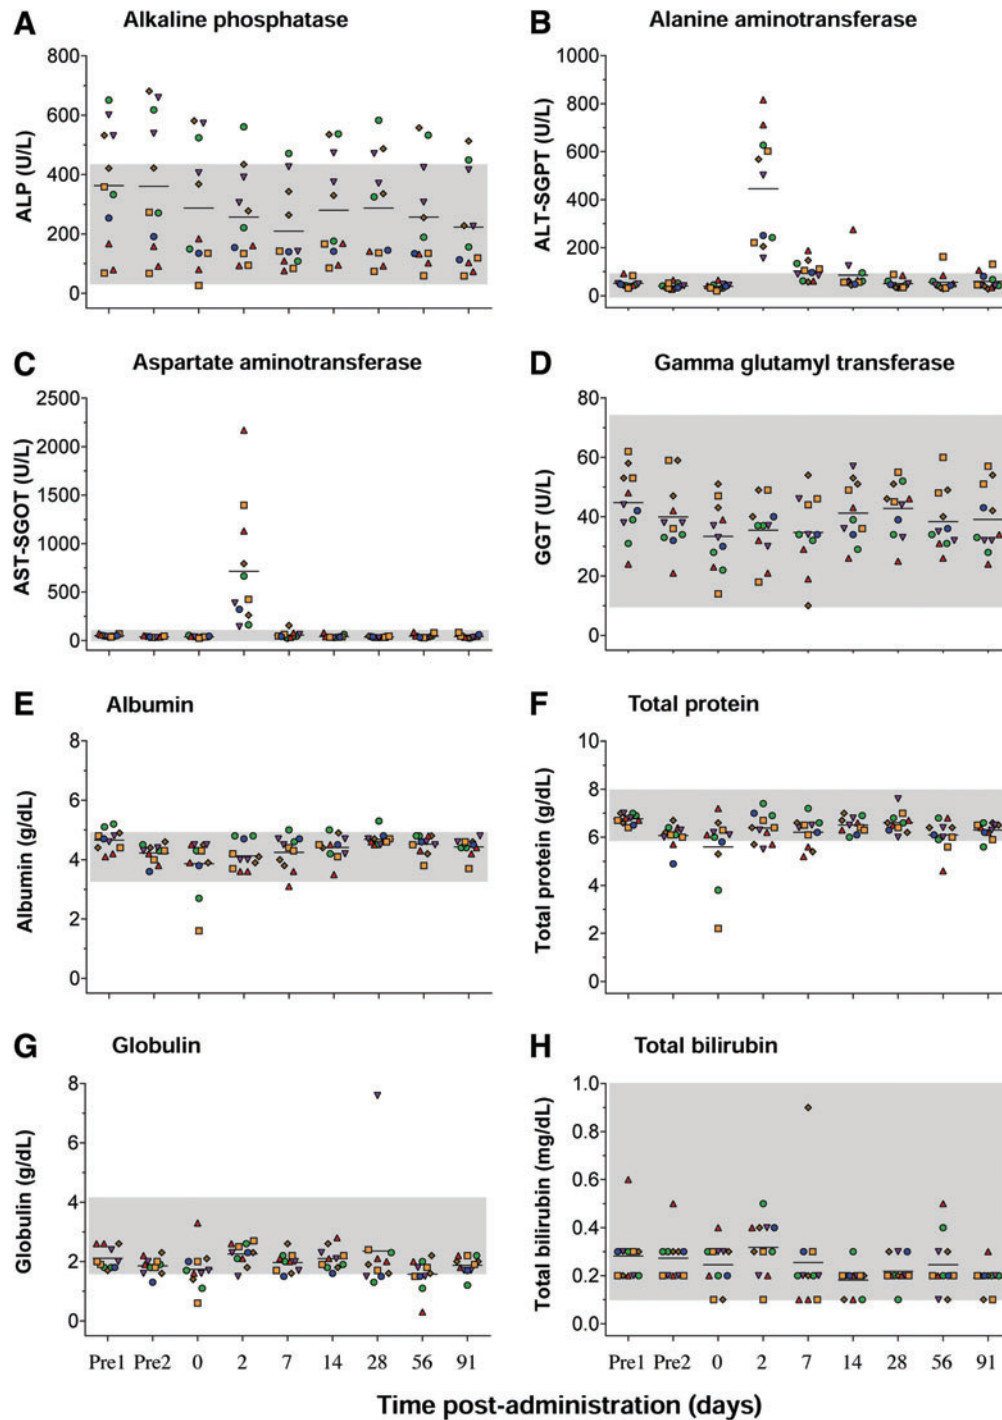 A Alkaline phosphatase
800
600
400
200
0
ALP (U/L)
B Alanine aminotransferase
1000
800
600
400
200
0
ALT-SGPT (U/L)
C Aspartate aminotransferase
2500
2000
1500
1000
500
0
AST-SGOT (U/L)
D Gamma glutamyl transferase
80
60
40
20
0
GGT (U/L)
E Albumin
8
6
4
2
0
Albumin (g/dL)
F Total protein
10
8
6
4
2
0
Total protein (g/dL)
G Globulin
8
6
4
2
0
Globulin (g/dL)
Pre1 Pre2 0 2 7 14 28 56 91
H Total bilirubin
1.0
0.8
0.6
0.4
0.2
0.0
Total bilirubin (mg/dL)
Pre1 Pre2 0 2 7 14 28 56 91
Time post-administration (days)